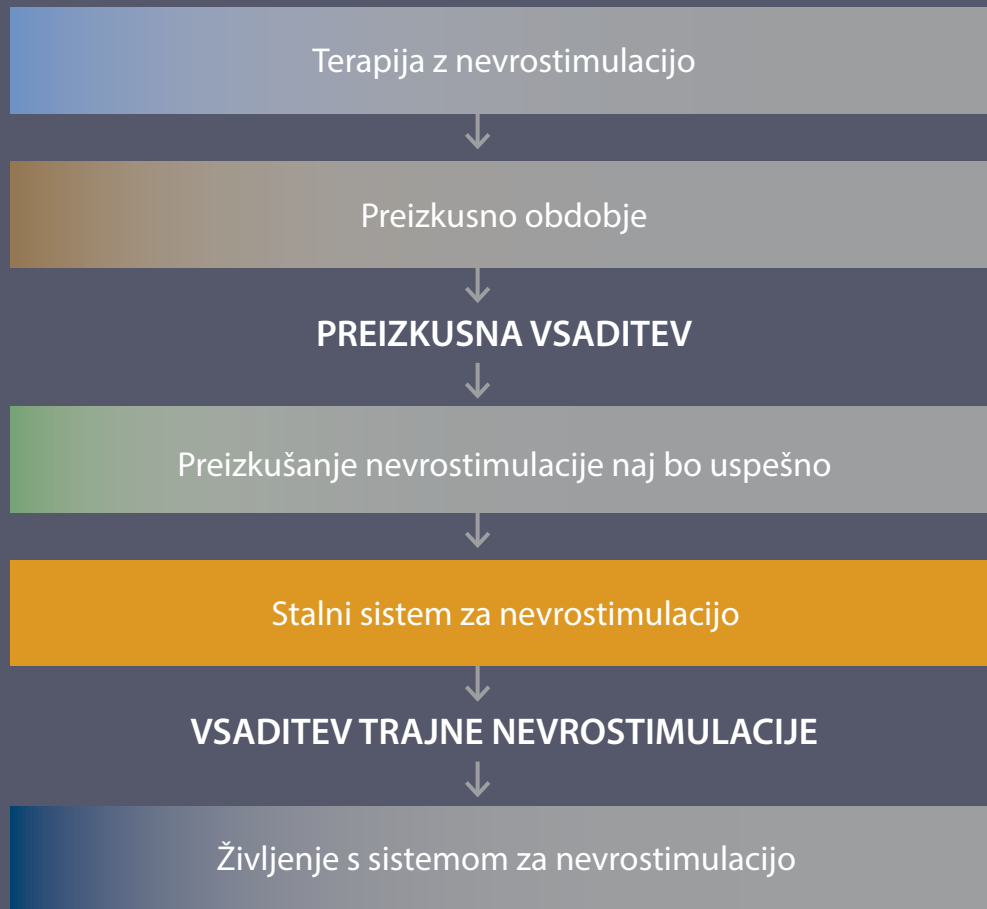 Terapija z nevrostimulacijo
Preizkusno obdobje
PREIZKUSNA VSADITEV
Preizkušanje nevrostimulacije naj bo uspešno
Stalni sistem za nevrostimulacijo
VSADITEV TRAJNE NEVROSTIMULACIJE
Življenje s sistemom za nevrostimulacijo